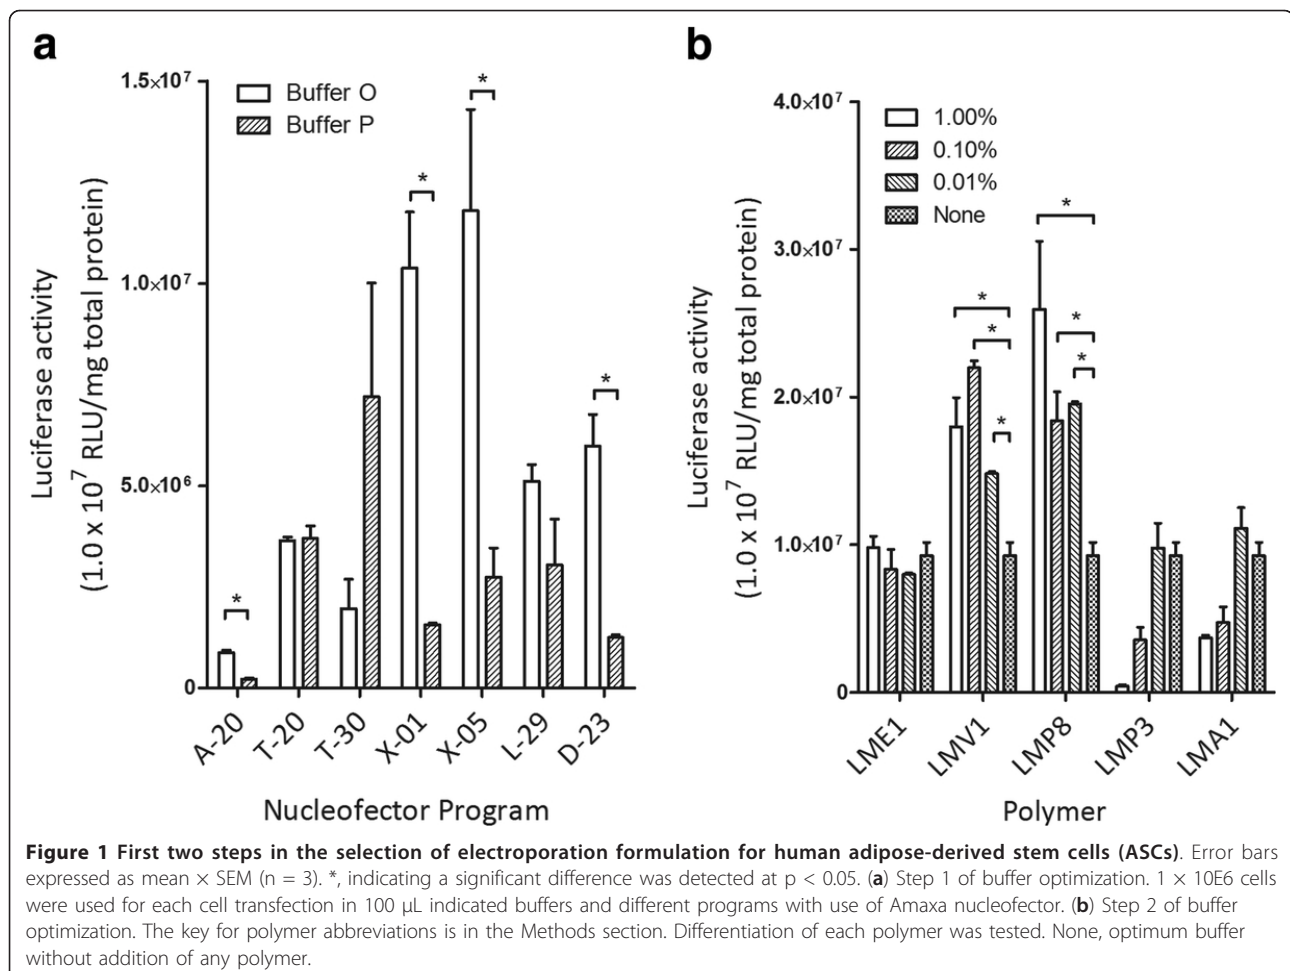 a
Buffer O
Buffer P
1.5×10⁷
1.0×10⁷
5.0×10⁶
0
Luciferase activity
(1.0 x 10⁷ RLU/mg total protein)
*
*
*
*
A-20
T-20
T-30
X-01
X-05
L-29
D-23
Nucleofector Program
b
1.00%
0.10%
0.01%
None
4.0×10⁷
3.0×10⁷
2.0×10⁷
1.0×10⁷
0
Luciferase activity
(1.0 x 10⁷ RLU/mg total protein)
*
*
*
*
*
*
LME1
LMV1
LMP8
LMP3
LMA1
Polymer
Figure 1 First two steps in the selection of electroporation formulation for human adipose-derived stem cells (ASCs). Error bars
expressed as mean × SEM (n = 3). *, indicating a significant difference was detected at p < 0.05. (a) Step 1 of buffer optimization. 1 × 10E6 cells
were used for each cell transfection in 100 μL indicated buffers and different programs with use of Amaxa nucleofector. (b) Step 2 of buffer
optimization. The key for polymer abbreviations is in the Methods section. Differentiation of each polymer was tested. None, optimum buffer
without addition of any polymer.